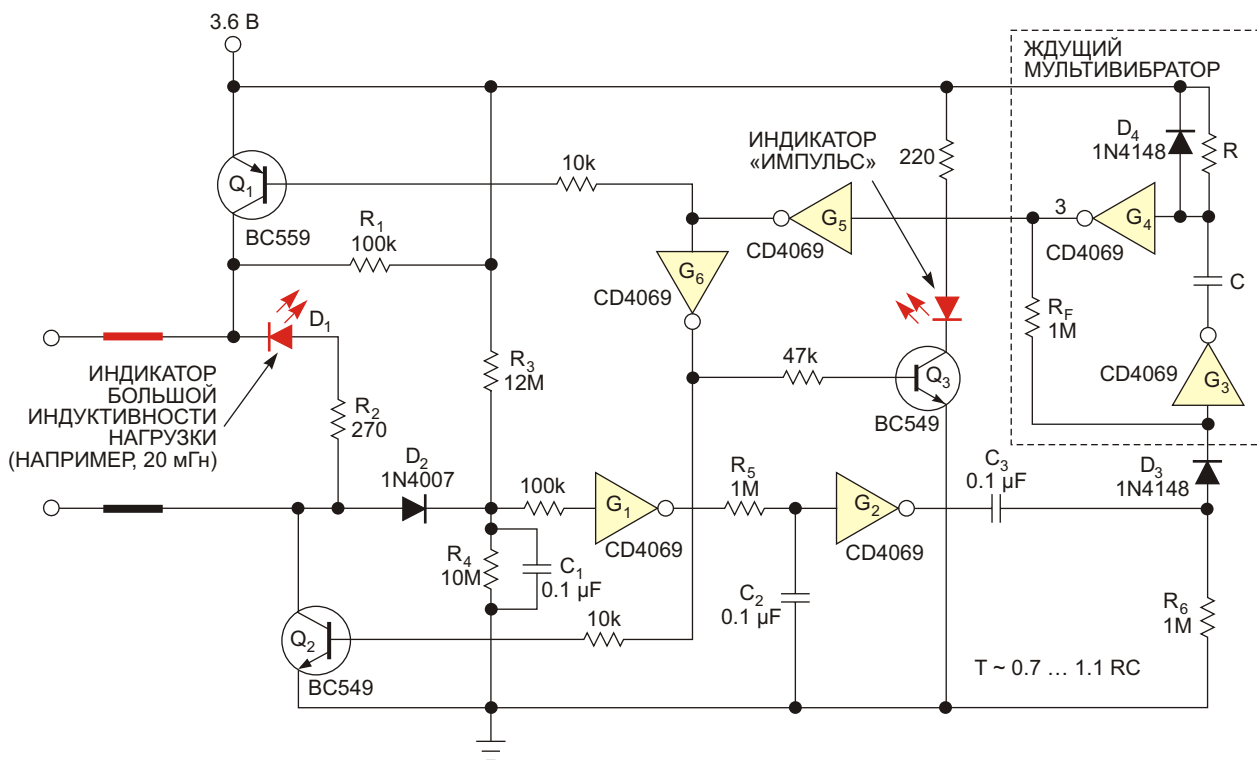 3.6 В
ЖДУЩИЙ
МУЛЬТИВИБРАТОР
D4
1N4148
R
ИНДИКАТОР
«ИМПУЛЬС»
220
10k
Q1
BC559
R1
100k
G5
CD4069
3
G4
CD4069
G6
CD4069
C
D1
RF
1M
R3
12M
47k
Q3
BC549
CD4069
G3
ИНДИКАТОР
БОЛЬШОЙ
ИНДУКТИВНОСТИ
НАГРУЗКИ
(НАПРИМЕР, 20 мГн)
R2
270
D2
1N4007
D3
1N4148
100k
G1
CD4069
R5
1M
G2
CD4069
C3
0.1 µF
R4
10M
C1
0.1 µF
C2
0.1 µF
R6
1M
Q2
BC549
10k
T ~ 0.7 ... 1.1 RC